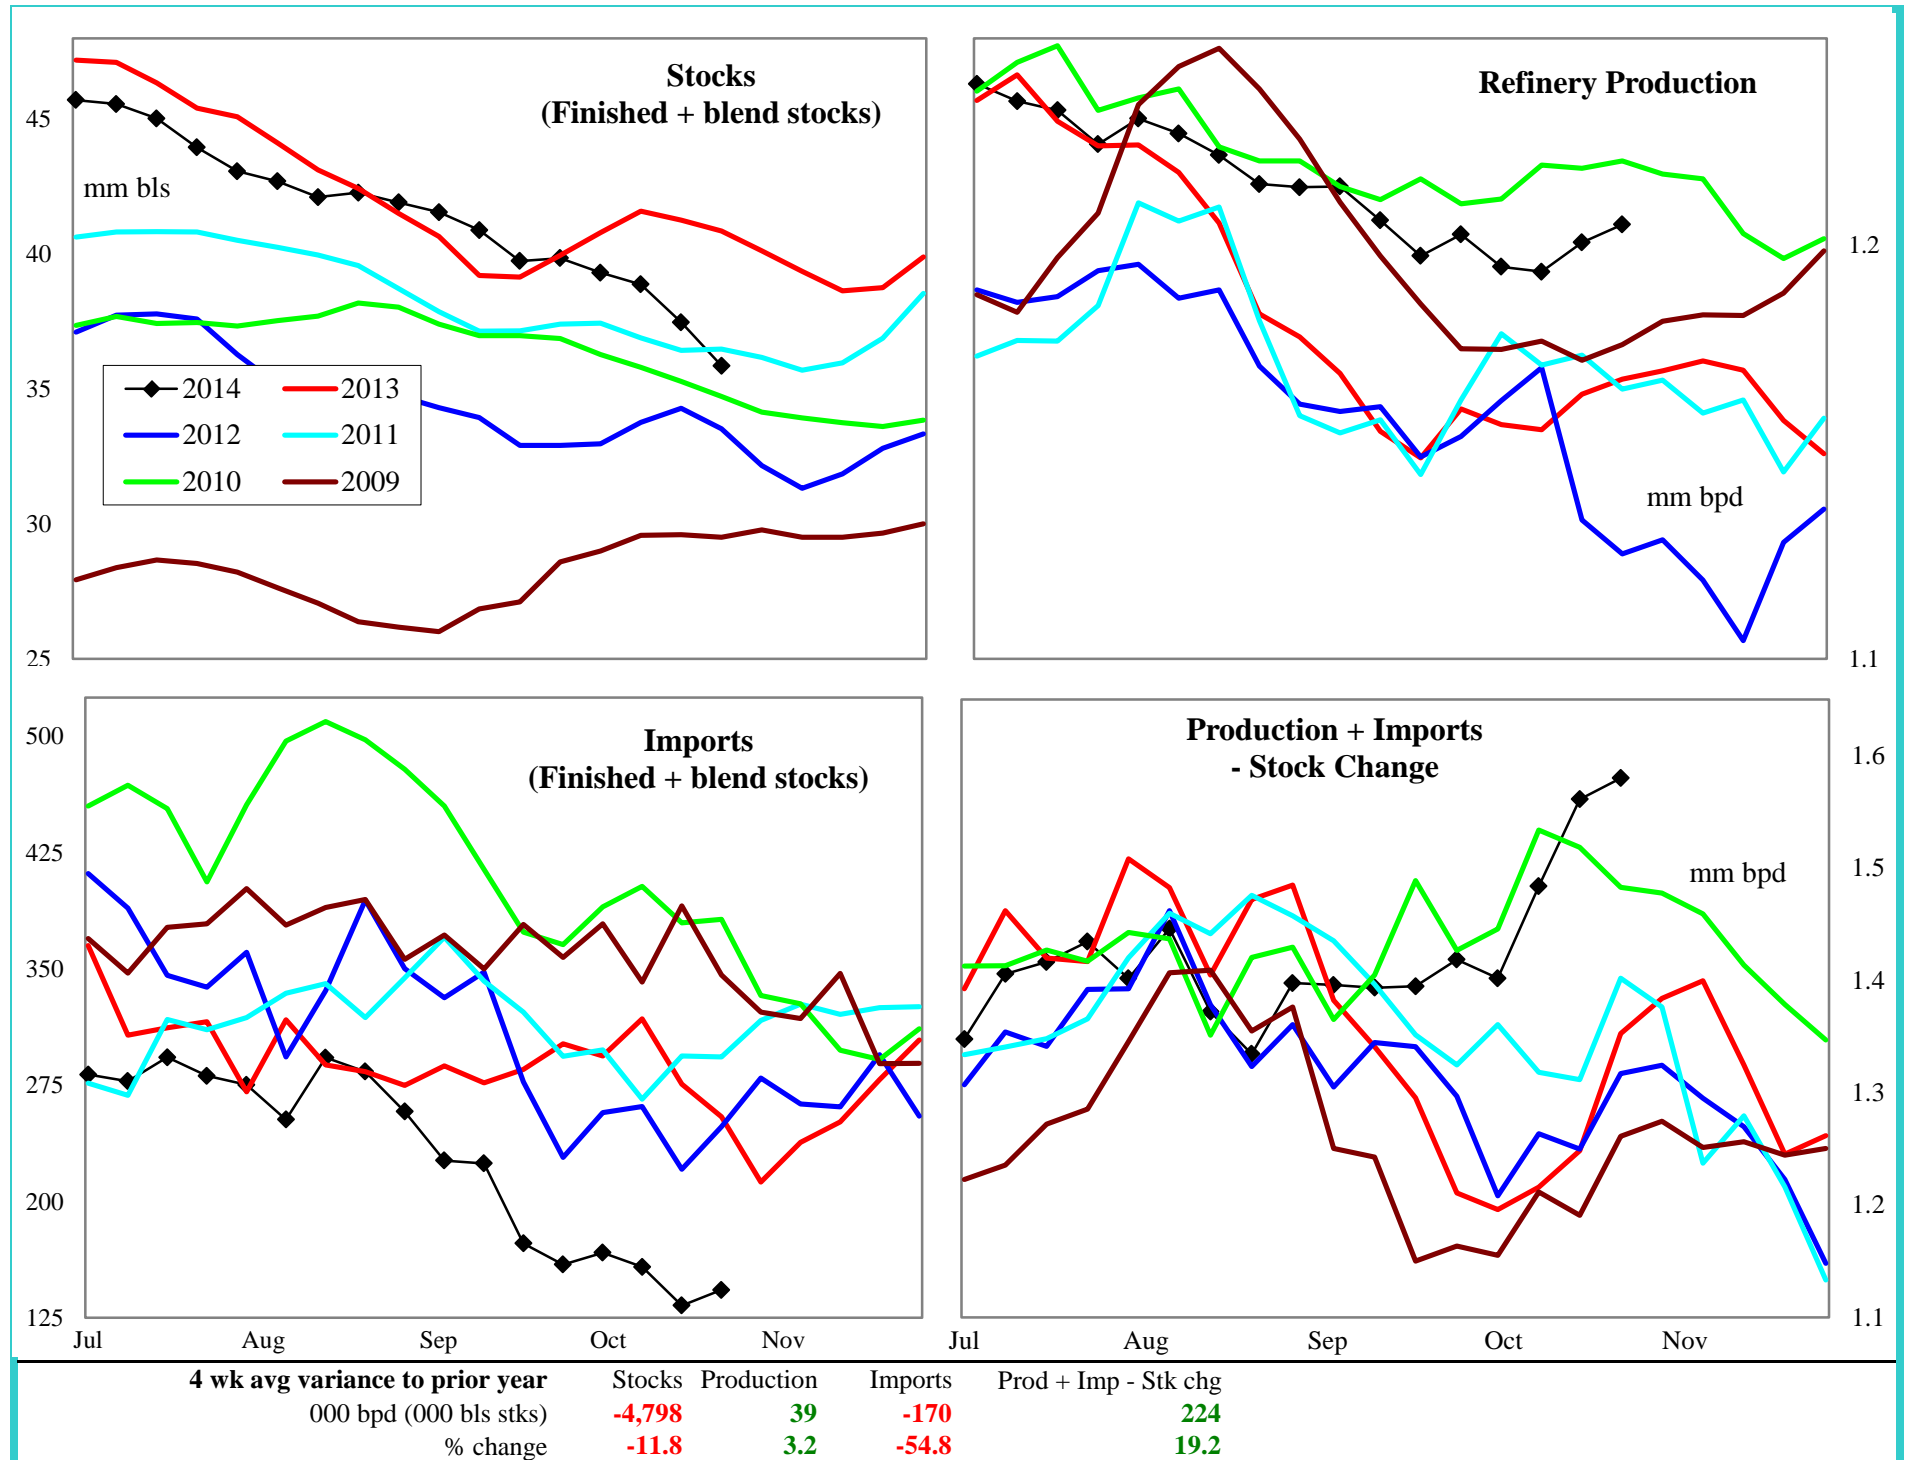 Stocks
(Finished + blend stocks)
mm bls
45
40
35
30
25
2014
2013
2012
2011
2010
2009
Refinery Production
mm bpd
1.2
1.1
Imports
(Finished + blend stocks)
500
425
350
275
200
125
Jul Aug Sep Oct Nov
Production + Imports
- Stock Change
mm bpd
1.6
1.5
1.4
1.3
1.2
1.1
Jul Aug Sep Oct Nov
4 wk avg variance to prior year Stocks Production Imports Prod + Imp - Stk chg
000 bpd (000 bls stks) -4,798 39 -170 224
% change -11.8 3.2 -54.8 19.2